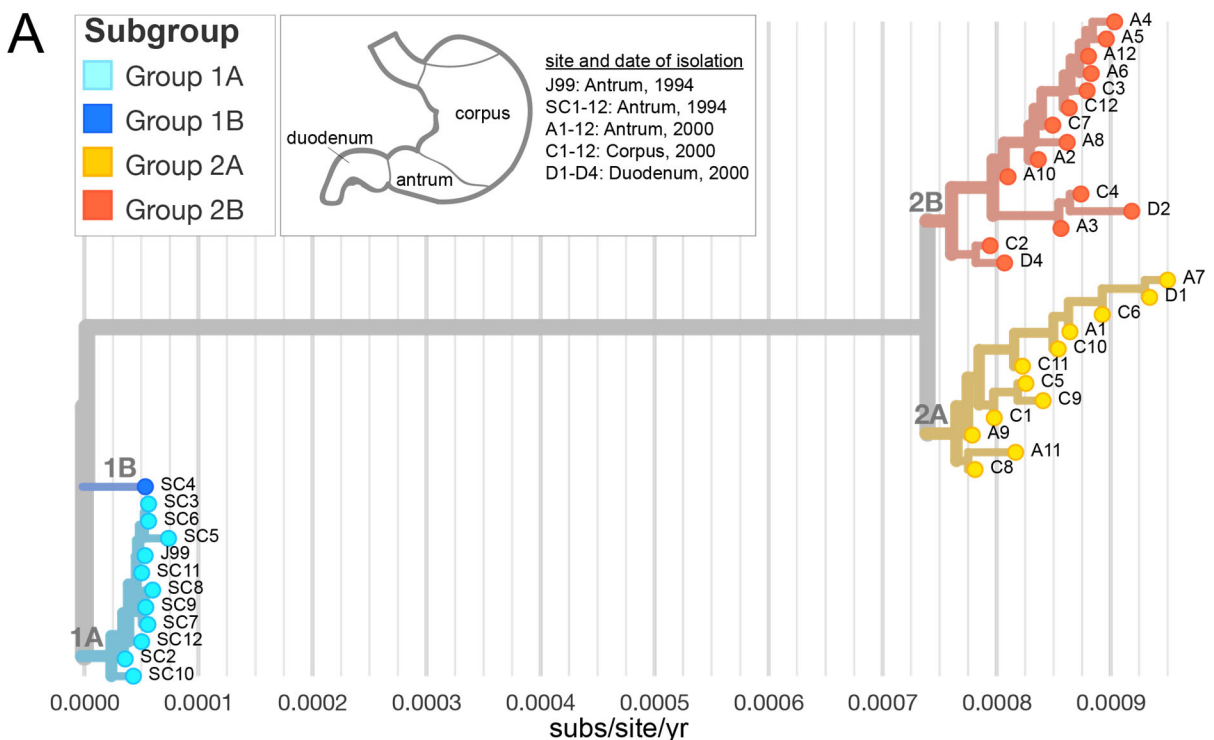 A
Subgroup
Group 1A
Group 1B
Group 2A
Group 2B
duodenum
corpus
antrum
site and date of isolation
J99: Antrum, 1994
SC1-12: Antrum, 1994
A1-12: Antrum, 2000
C1-12: Corpus, 2000
D1-D4: Duodenum, 2000
A4
A5
A12
A6
C3
C12
C7
A8
A2
A10
2B
C4
D2
A3
C2
D4
A7
D1
C6
A1
C10
C11
C5
C9
2A
C1
A9
A11
C8
1B
SC4
SC3
SC6
SC5
J99
SC11
SC8
SC9
SC7
1A
SC12
SC2
SC10
0.0000 0.0001 0.0002 0.0003 0.0004 0.0005 0.0006 0.0007 0.0008 0.0009
subs/site/yr